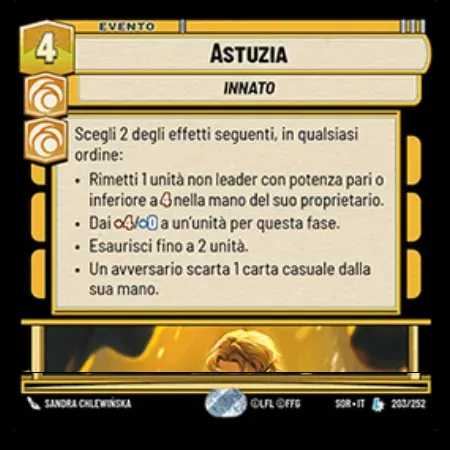 EVENTO
4
ASTUZIA
INNATO
Scegli 2 degli effetti seguenti, in qualsiasi
ordine:
• Rimetti 1 unità non leader con potenza pari o
inferiore a 4 nella mano del suo proprietario.
• Dai +4/+0 a un'unità per questa fase.
• Esaurisci fino a 2 unità.
• Un avversario scarta 1 carta casuale dalla
sua mano.
SANDRA CHLEWIŃSKA
©LFL ©FFG
SOR • IT
203/252